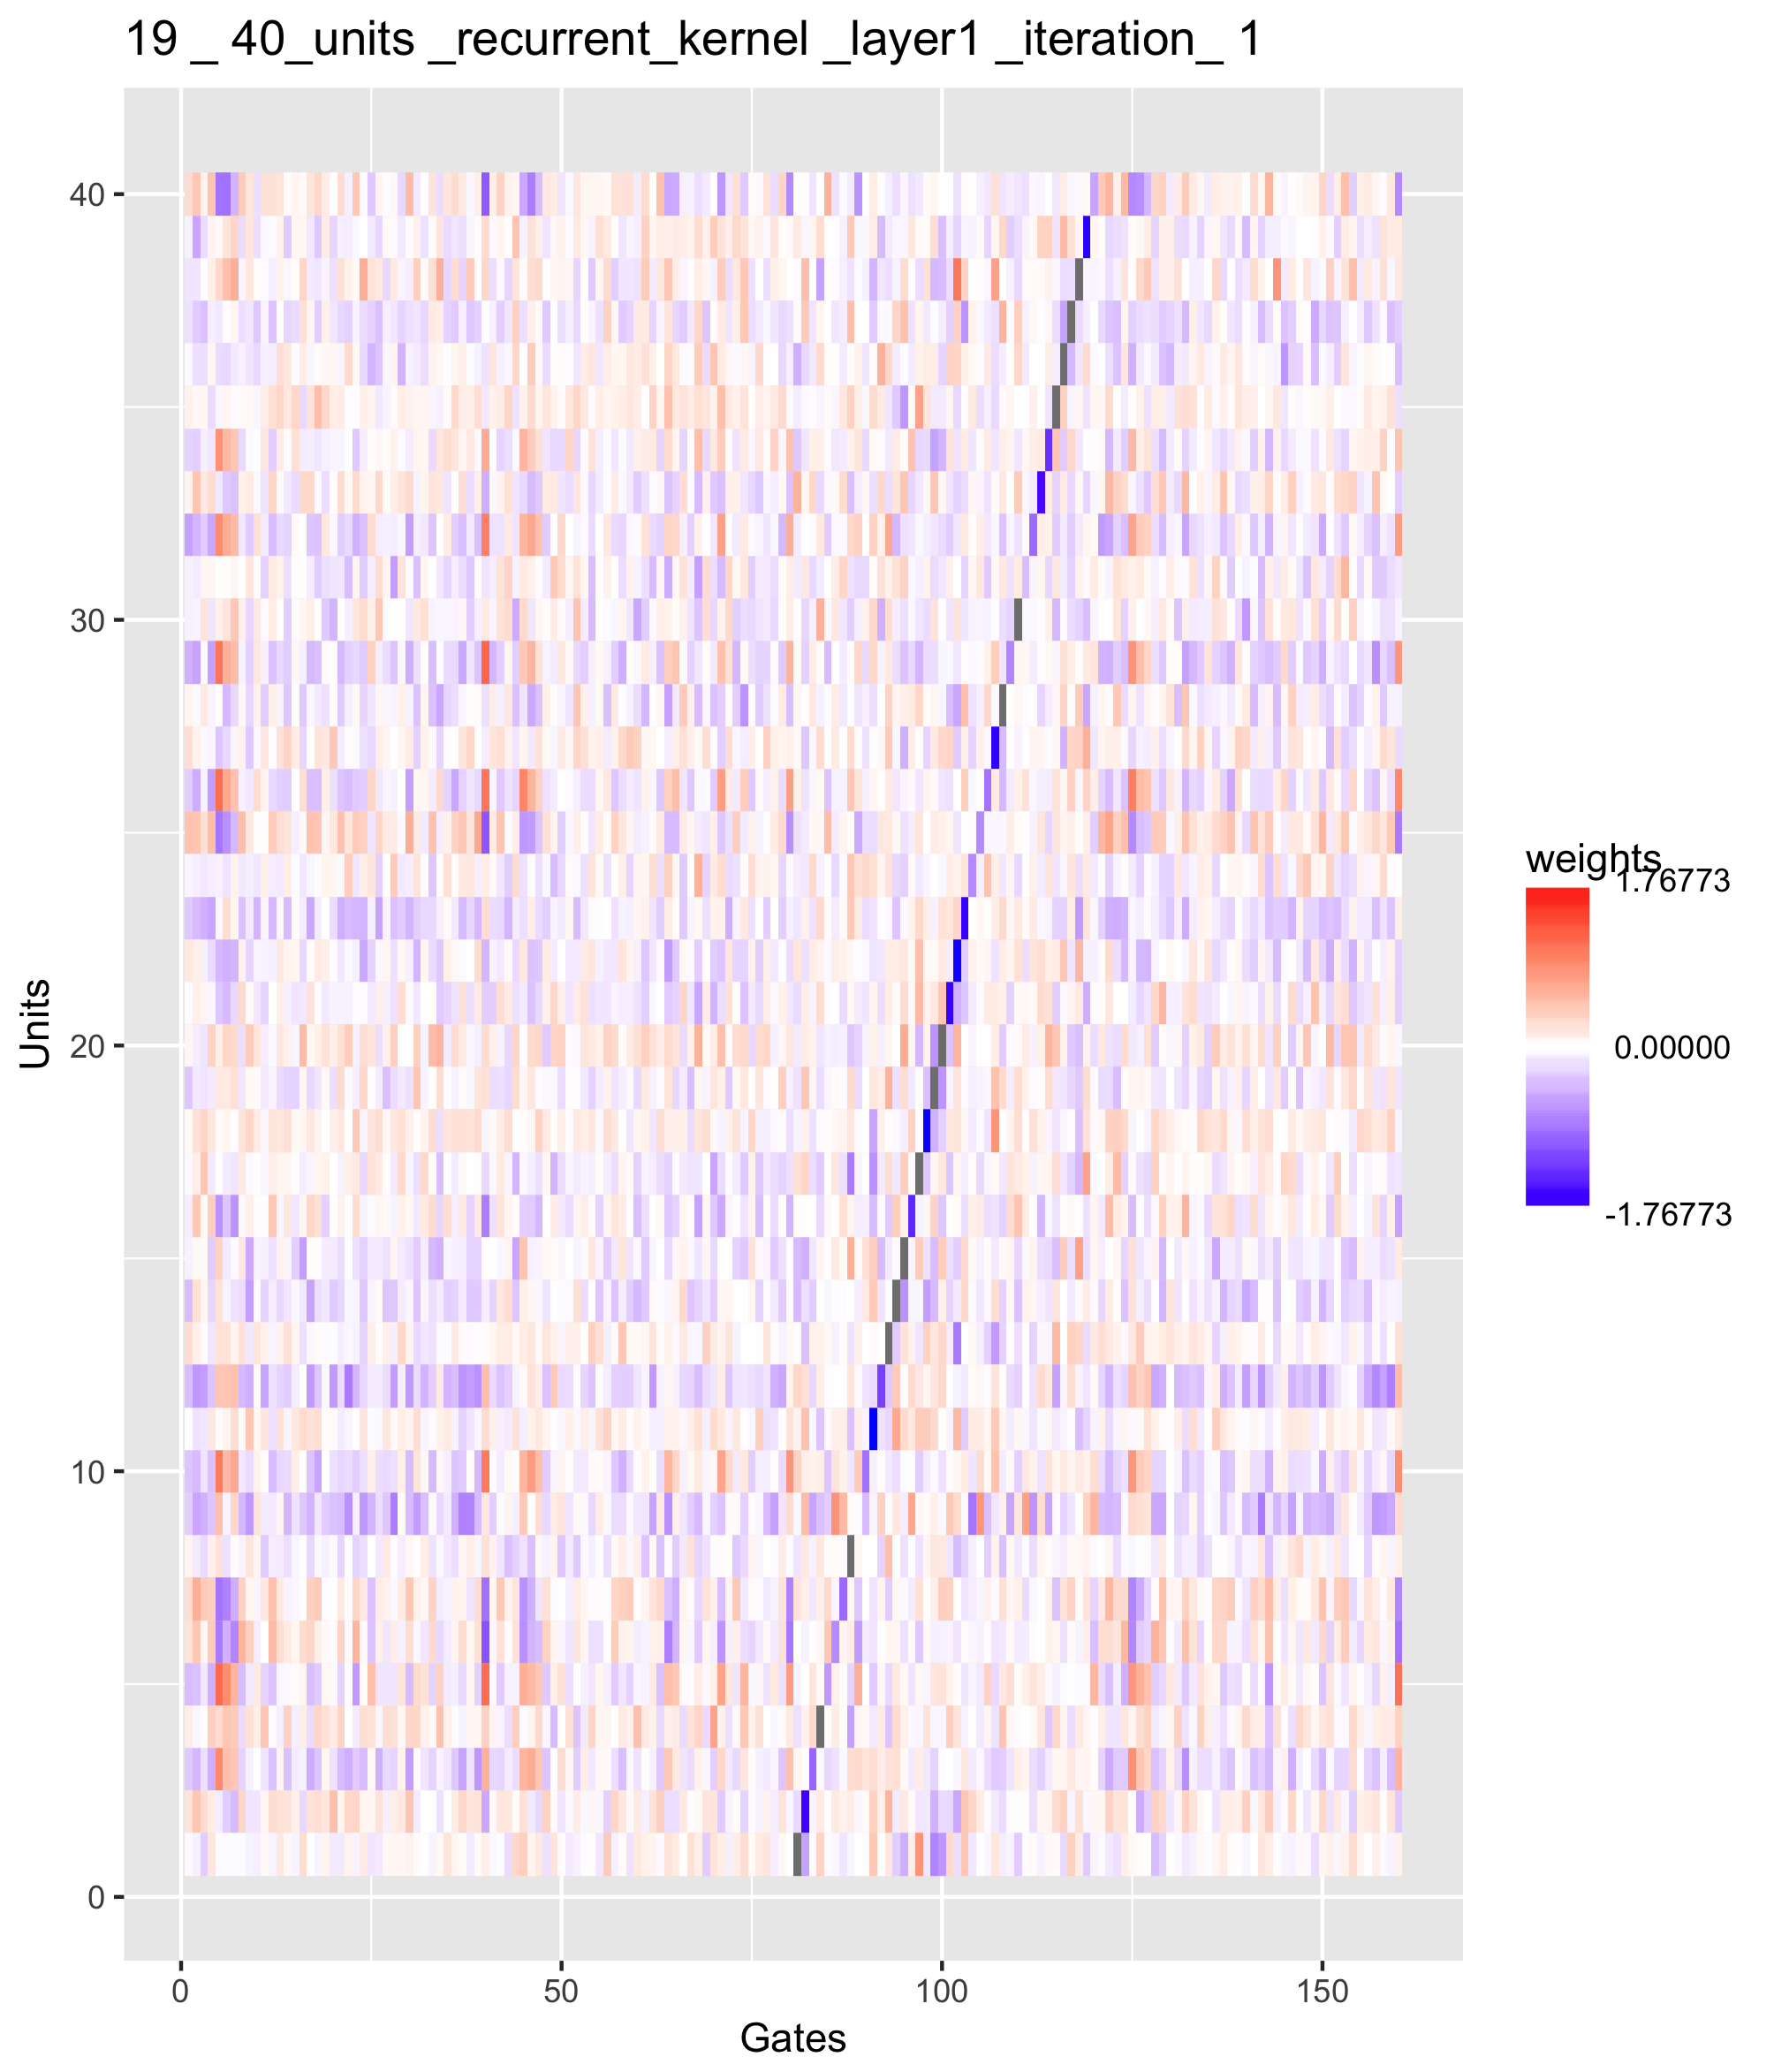 19 _ 40_units _recurrent_kernel _layer1 _iteration_ 1
40
30
20
10
0
Units
0 50 100 150
Gates
weights
1.76773
0.00000
-1.76773